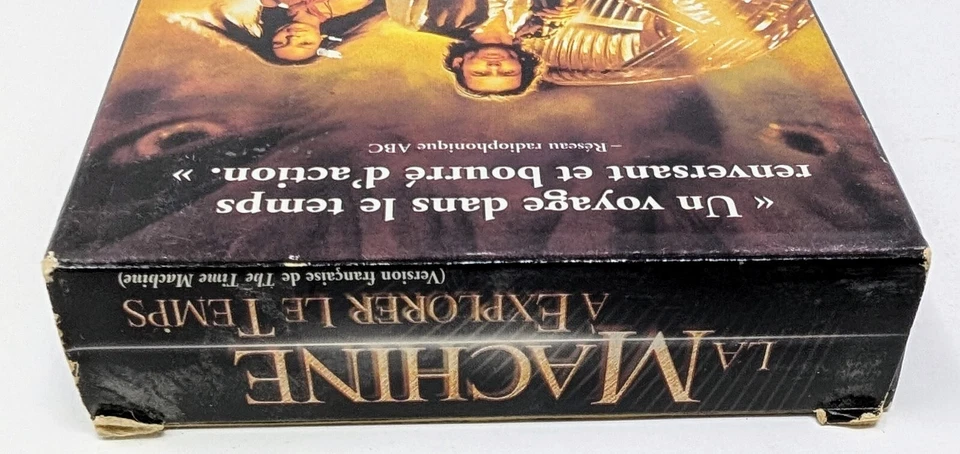 « Un voyage dans le temps
renversant et bourré d'action. »
–Réseau radiophonique ABC
LA MACHINE
A EXPLORER LE TEMPS
(Version française de The Time Machine)